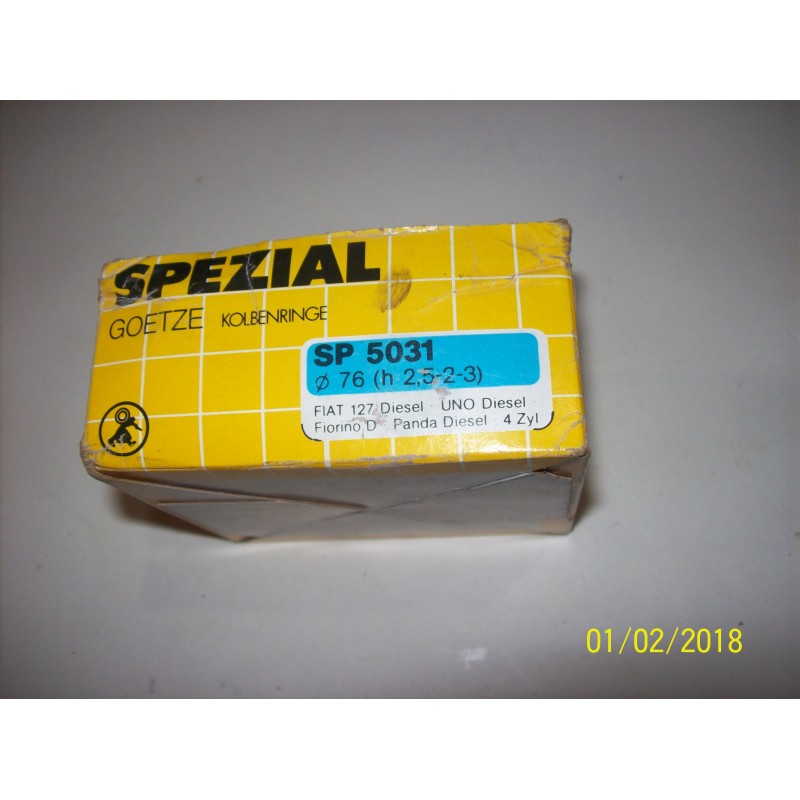 SPEZIAL
GOETZE KOLBENRINGE
SP 5031
ø 76 (h 2,5-2-3)
FIAT 127 Diesel · UNO Diesel ·
Fiorino D · Panda Diesel · 4 Zyl
01/02/2018